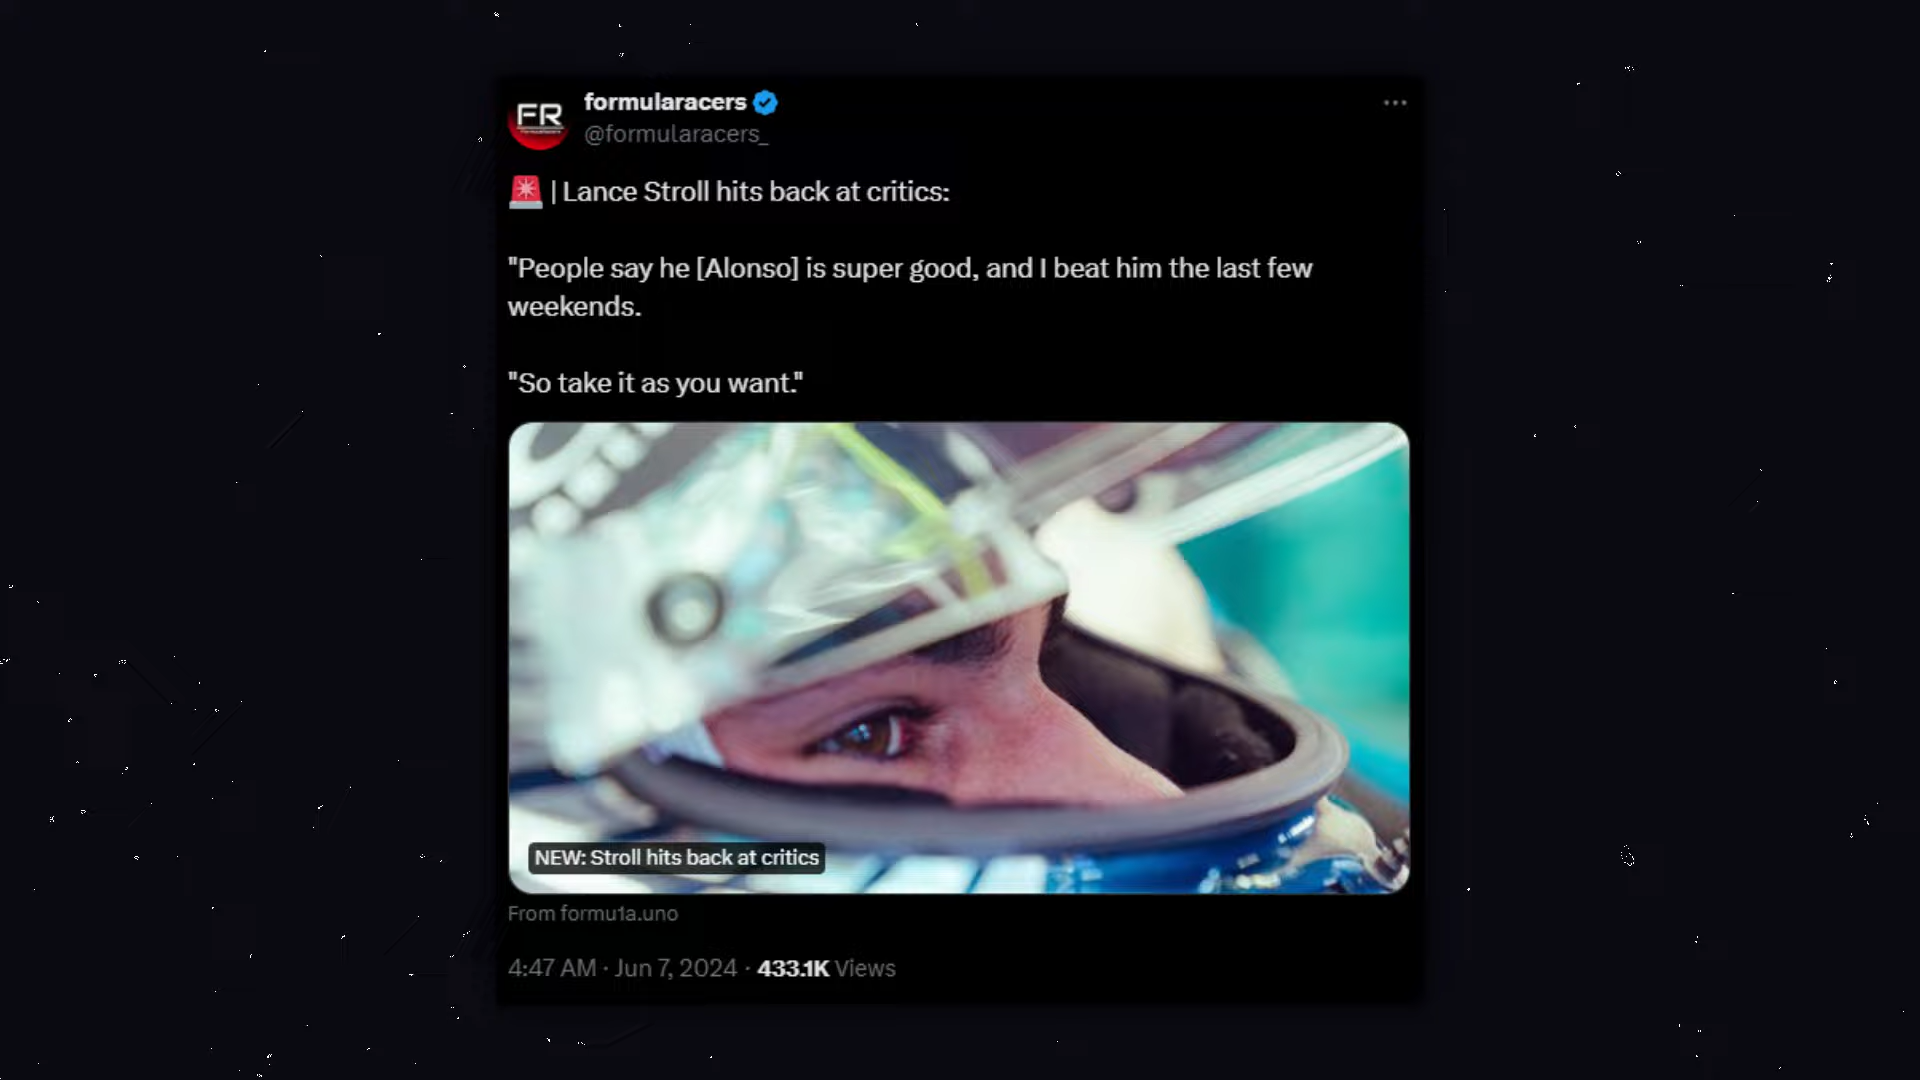 FR
formularacers
@formularacers_
🚨 | Lance Stroll hits back at critics:
"People say he [Alonso] is super good, and I beat him the last few
weekends.
"So take it as you want."
NEW: Stroll hits back at critics
From formu1a.uno
4:47 AM · Jun 7, 2024 · 433.1K Views